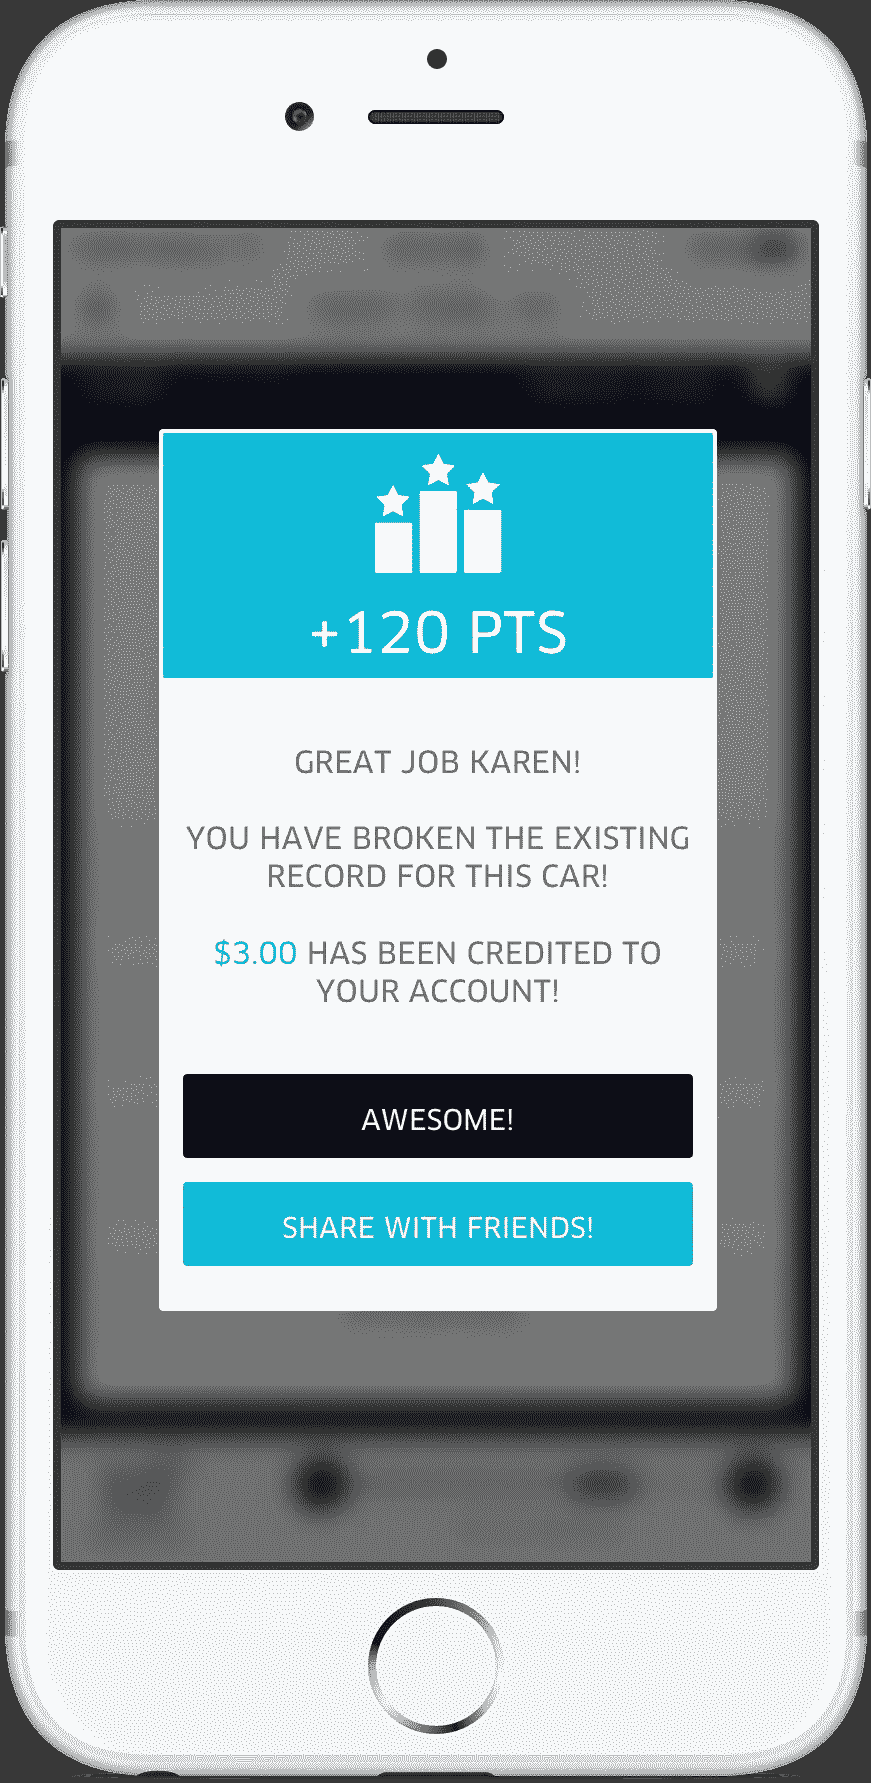 +120 PTS
GREAT JOB KAREN!
YOU HAVE BROKEN THE EXISTING
RECORD FOR THIS CAR!
$3.00 HAS BEEN CREDITED TO
YOUR ACCOUNT!
AWESOME!
SHARE WITH FRIENDS!